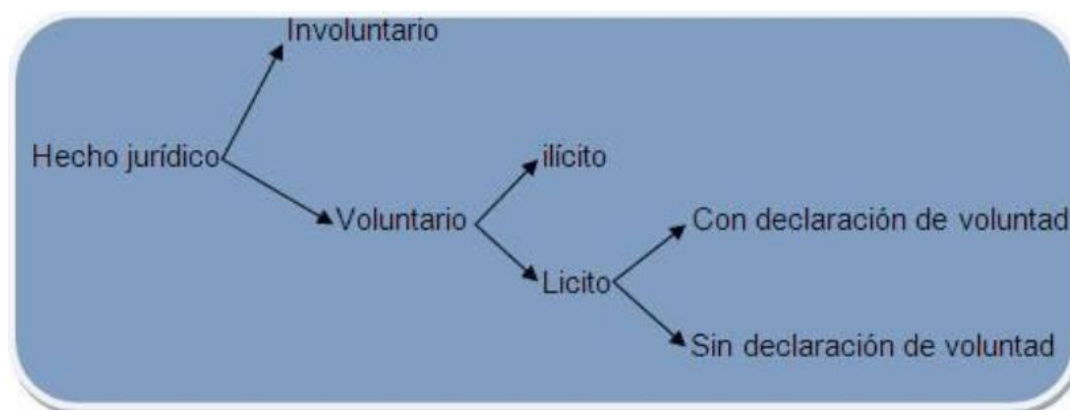 Involuntario
Hecho jurídico
ilícito
Voluntario
Con declaración de voluntad
Licito
Sin declaración de voluntad